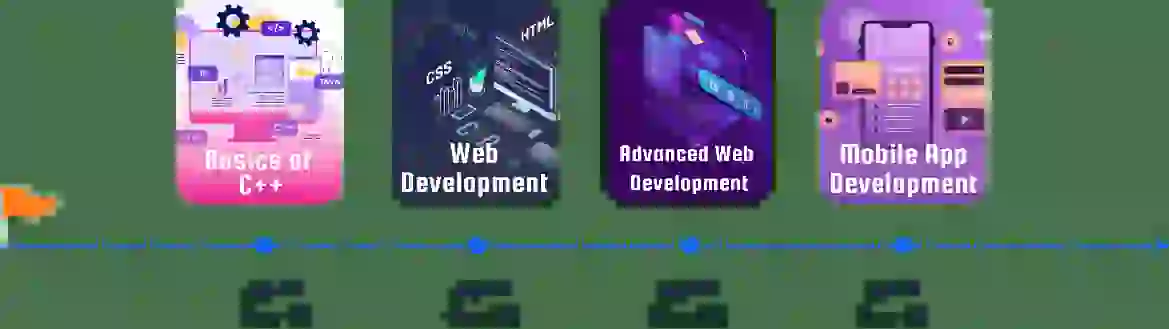 </>
HTML
CSS
Basics of
C++
Web
Development
Advanced Web
Development
Mobile App
Development